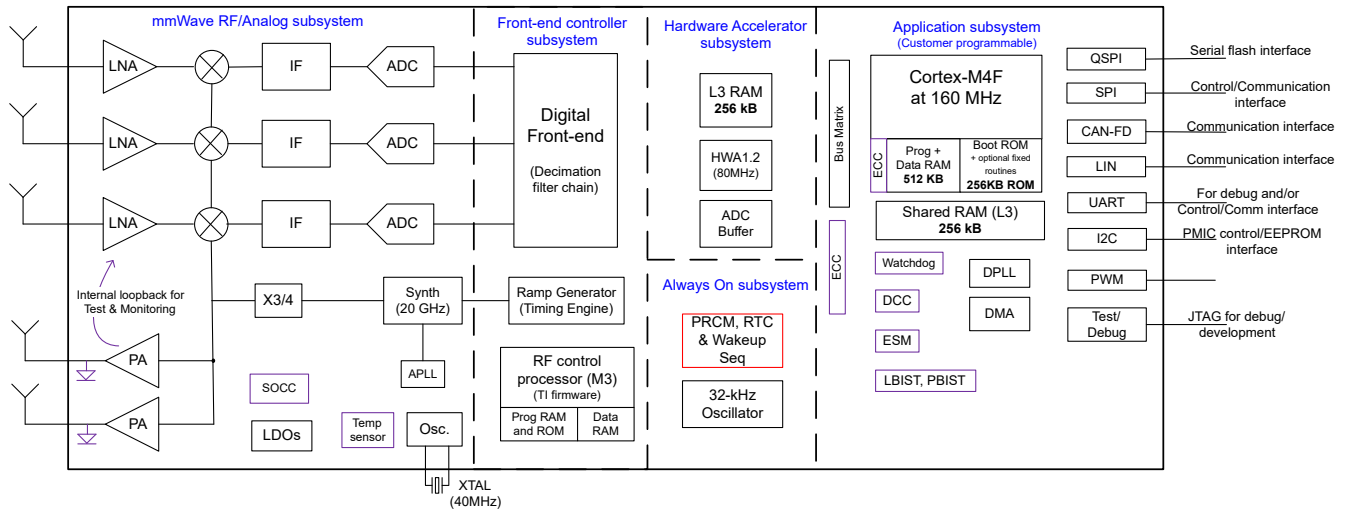 mmWave RF/Analog subsystem
LNA
IF
ADC
LNA
IF
ADC
LNA
IF
ADC
Internal loopback for
Test & Monitoring
X3/4
Synth
(20 GHz)
PA
APLL
SOCC
PA
LDOs
Temp
sensor
Osc.
XTAL
(40MHz)
Front-end controller
subsystem
Digital
Front-end
(Decimation
filter chain)
Ramp Generator
(Timing Engine)
RF control
processor (M3)
(TI firmware)
Prog RAM
and ROM
Data
RAM
Hardware Accelerator
subsystem
L3 RAM
256 kB
HWA1.2
(80MHz)
ADC
Buffer
Always On subsystem
PRCM, RTC
& Wakeup
Seq
32-kHz
Oscillator
Application subsystem
(Customer programmable)
Bus Matrix
ECC
Cortex-M4F
at 160 MHz
ECC
Prog +
Data RAM
512 KB
Boot ROM
+ optional fixed
routines
256KB ROM
Shared RAM (L3)
256 kB
Watchdog
DCC
ESM
LBIST, PBIST
DPLL
DMA
QSPI
Serial flash interface
SPI
Control/Communication
interface
CAN-FD
Communication interface
LIN
Communication interface
UART
For debug and/or
Control/Comm interface
I2C
PMIC control/EEPROM
interface
PWM
Test/
Debug
JTAG for debug/
development